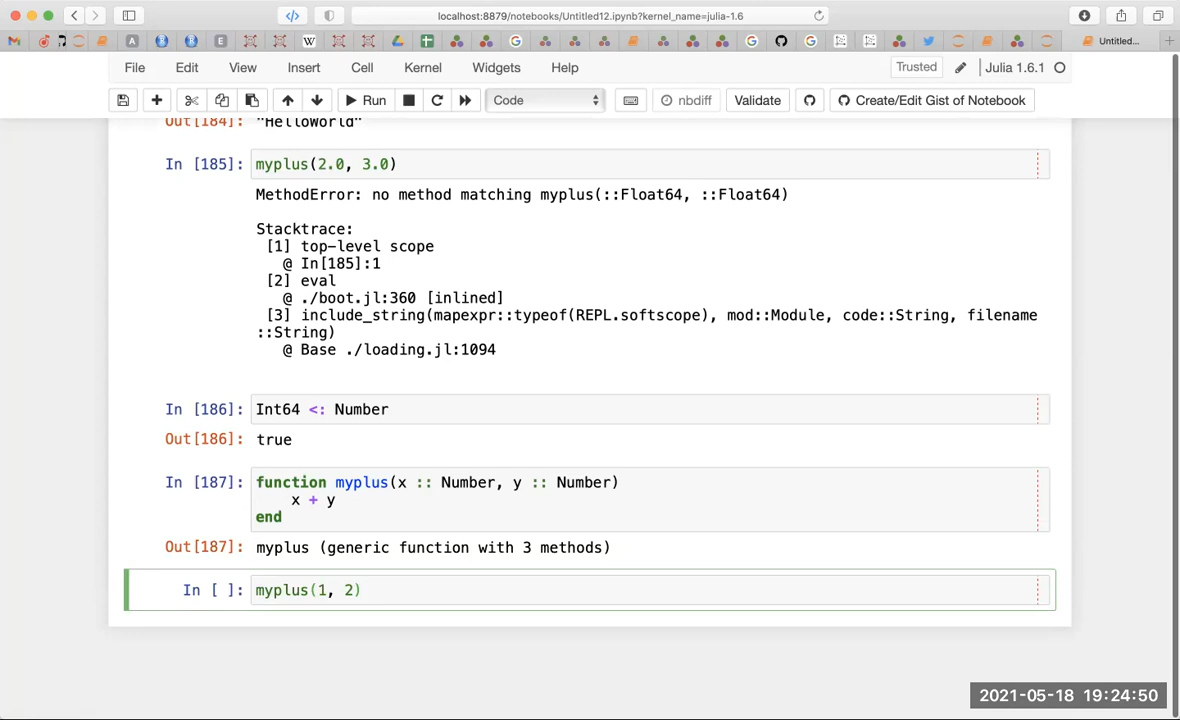 localhost:8879/notebooks/Untitled12.ipynb?kernel_name=julia-1.6
Untitled...
File Edit View Insert Cell Kernel Widgets Help Trusted Julia 1.6.1
Run Code nbdiff Validate Create/Edit Gist of Notebook
Out[184]: "HelloWorld"
In [185]: myplus(2.0, 3.0)
MethodError: no method matching myplus(::Float64, ::Float64)
Stacktrace:
[1] top-level scope
@ In[185]:1
[2] eval
@ ./boot.jl:360 [inlined]
[3] include_string(mapexpr::typeof(REPL.softscope), mod::Module, code::String, filename
::String)
@ Base ./loading.jl:1094
In [186]: Int64 <: Number
Out[186]: true
In [187]: function myplus(x :: Number, y :: Number)
x + y
end
Out[187]: myplus (generic function with 3 methods)
In [ ]: myplus(1, 2)
2021-05-18 19:24:50